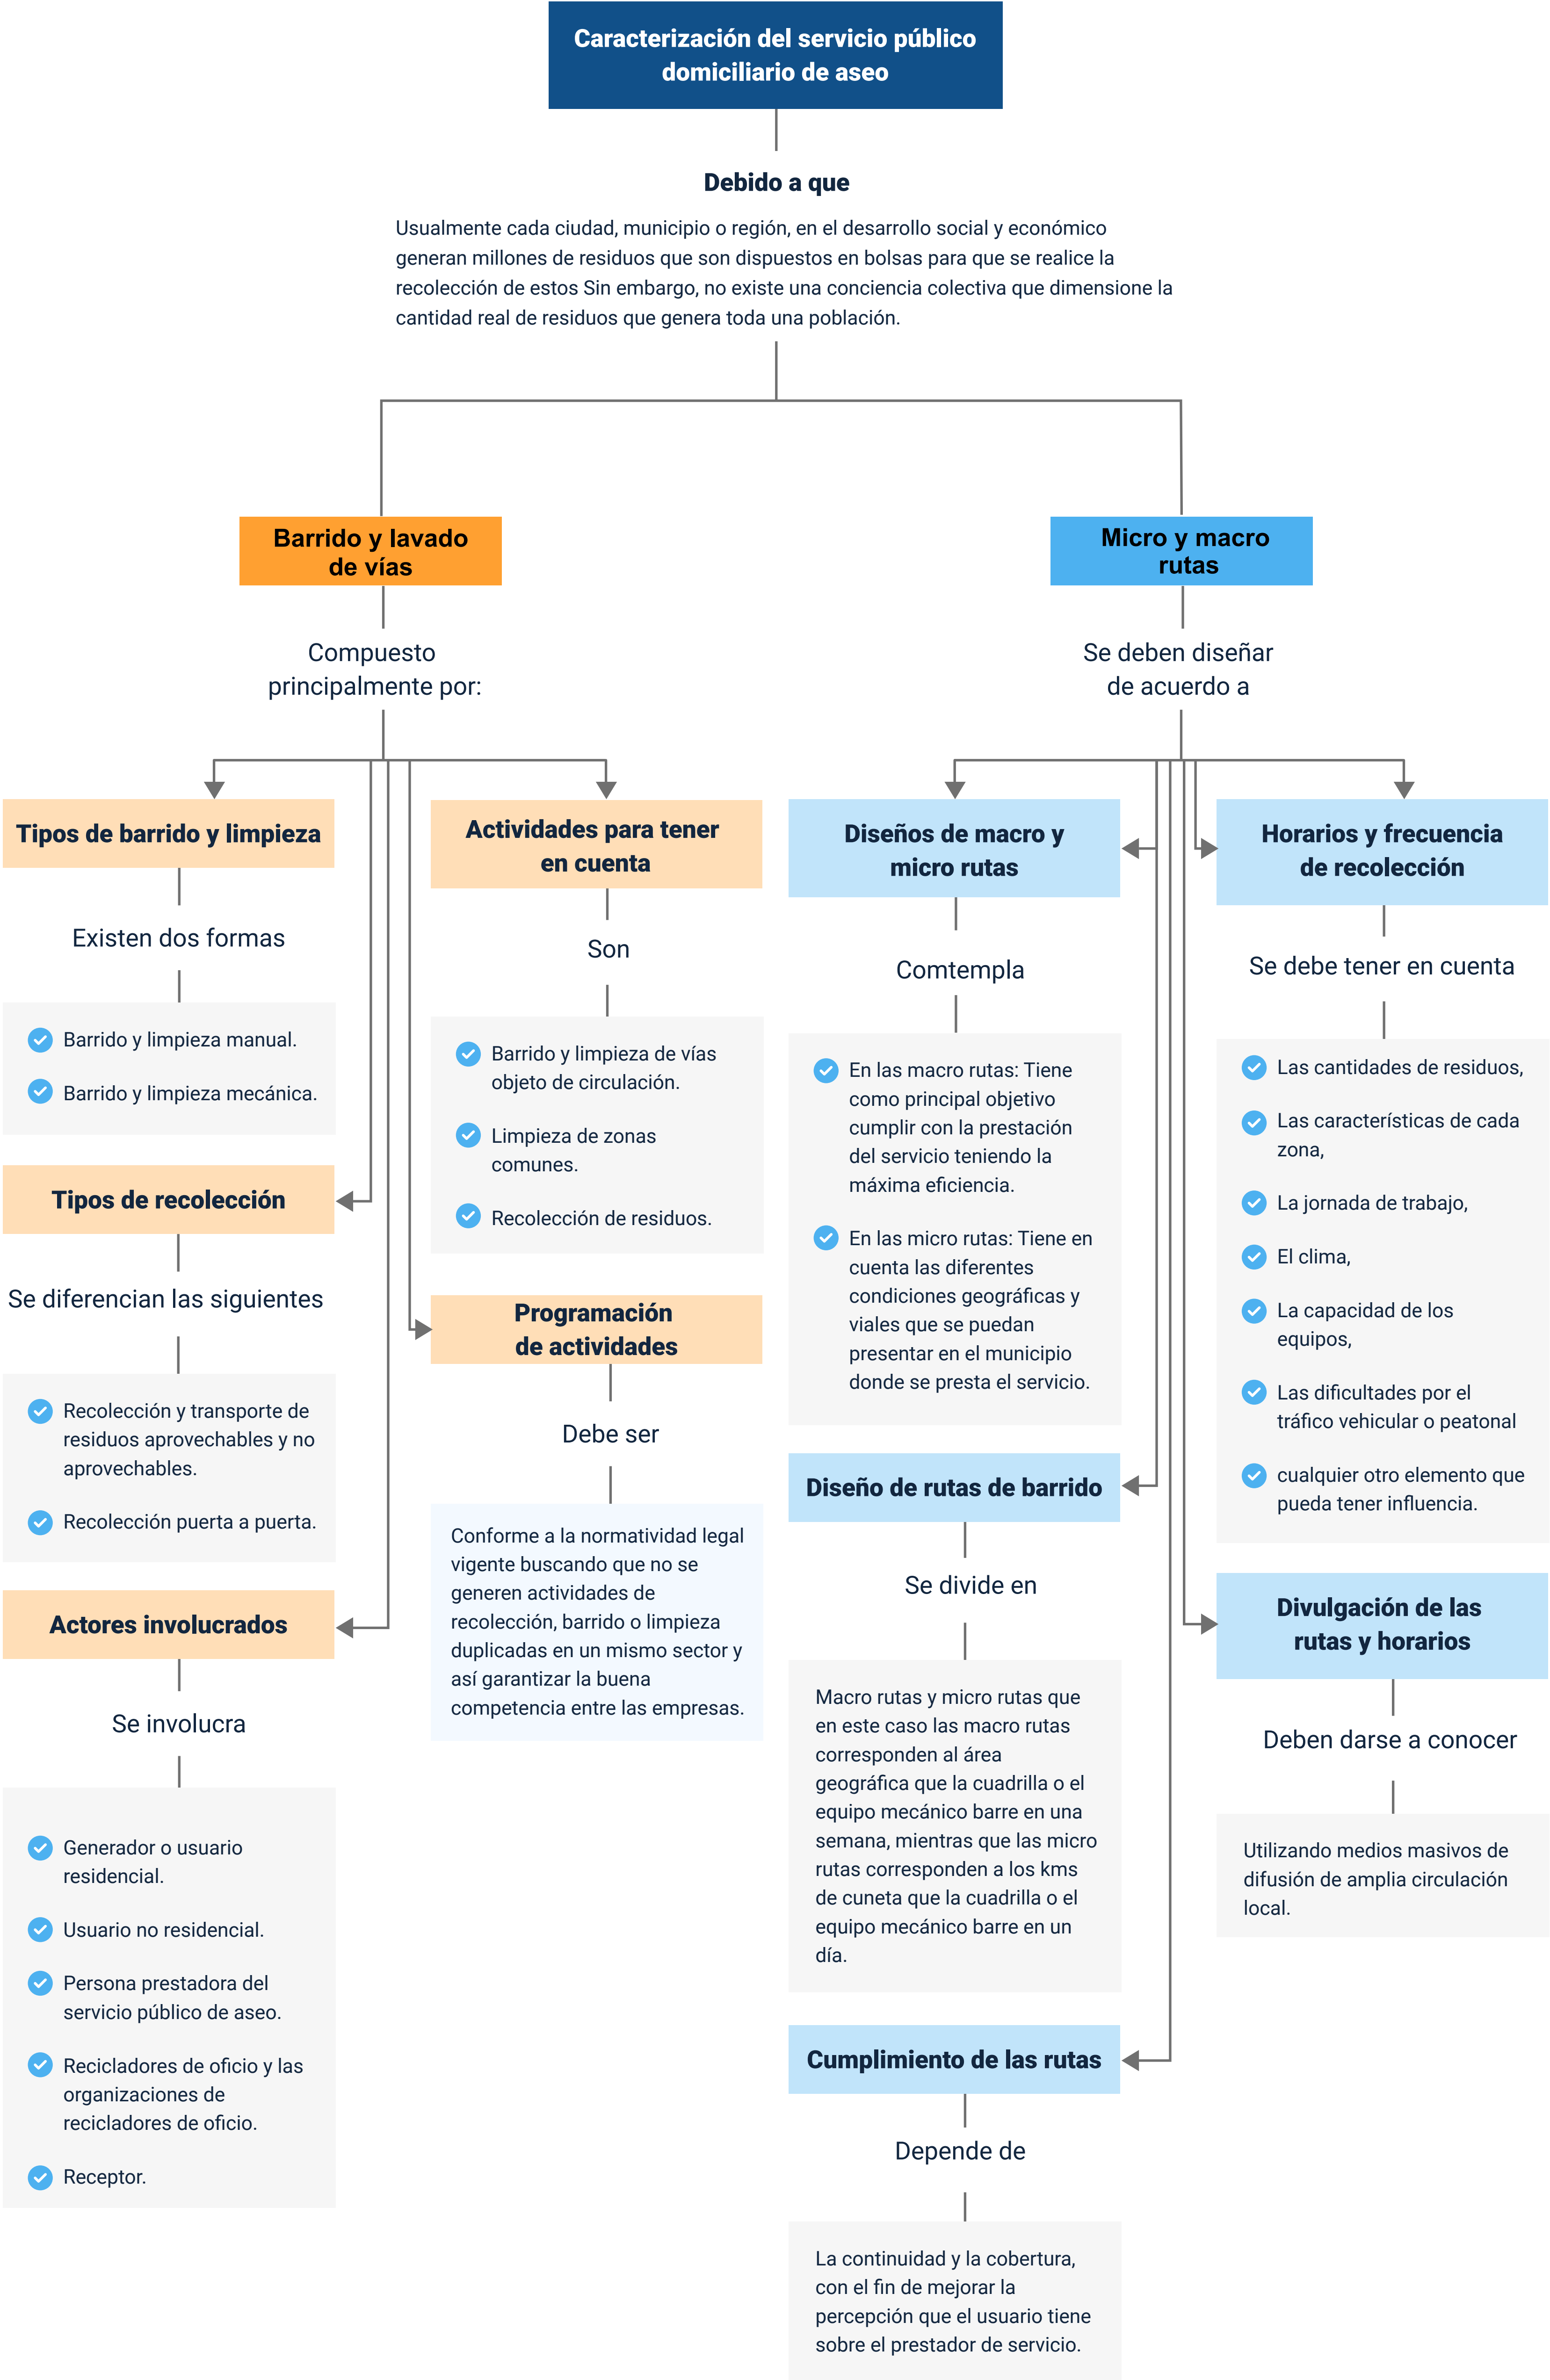 Caracterización del servicio público
domiciliario de aseo
Debido a que
Usualmente cada ciudad, municipio o región, en el desarrollo social y económico
generan millones de residuos que son dispuestos en bolsas para que se realice la
recolección de estos Sin embargo, no existe una conciencia colectiva que dimensione la
cantidad real de residuos que genera toda una población.
Barrido y lavado
de vías
Compuesto
principalmente por:
Tipos de barrido y limpieza
Existen dos formas
Barrido y limpieza manual.
Barrido y limpieza mecánica.
Tipos de recolección
Se diferencian las siguientes
Recolección y transporte de
residuos aprovechables y no
aprovechables.
Recolección puerta a puerta.
Actores involucrados
Se involucra
Generador o usuario
residencial.
Usuario no residencial.
Persona prestadora del
servicio público de aseo.
Recicladores de oficio y las
organizaciones de
recicladores de oficio.
Receptor.
Actividades para tener
en cuenta
Son
Barrido y limpieza de vías
objeto de circulación.
Limpieza de zonas
comunes.
Recolección de residuos.
Programación
de actividades
Debe ser
Conforme a la normatividad legal
vigente buscando que no se
generen actividades de
recolección, barrido o limpieza
duplicadas en un mismo sector y
así garantizar la buena
competencia entre las empresas.
Micro y macro
rutas
Se deben diseñar
de acuerdo a
Diseños de macro y
micro rutas
Comtempla
En las macro rutas: Tiene
como principal objetivo
cumplir con la prestación
del servicio teniendo la
máxima eficiencia.
En las micro rutas: Tiene en
cuenta las diferentes
condiciones geográficas y
viales que se puedan
presentar en el municipio
donde se presta el servicio.
Diseño de rutas de barrido
Se divide en
Macro rutas y micro rutas que
en este caso las macro rutas
corresponden al área
geográfica que la cuadrilla o el
equipo mecánico barre en una
semana, mientras que las micro
rutas corresponden a los kms
de cuneta que la cuadrilla o el
equipo mecánico barre en un
día.
Cumplimiento de las rutas
Depende de
La continuidad y la cobertura,
con el fin de mejorar la
percepción que el usuario tiene
sobre el prestador de servicio.
Horarios y frecuencia
de recolección
Se debe tener en cuenta
Las cantidades de residuos,
Las características de cada
zona,
La jornada de trabajo,
El clima,
La capacidad de los
equipos,
Las dificultades por el
tráfico vehicular o peatonal
cualquier otro elemento que
pueda tener influencia.
Divulgación de las
rutas y horarios
Deben darse a conocer
Utilizando medios masivos de
difusión de amplia circulación
local.